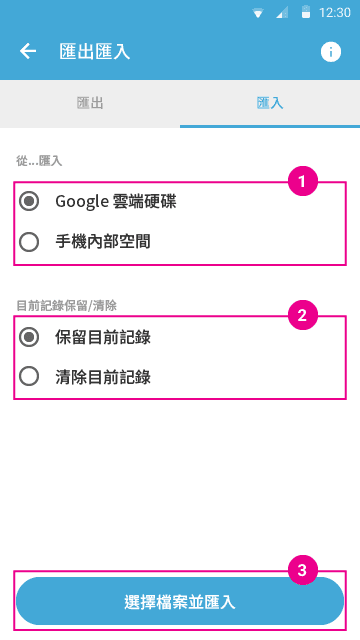 12:30
匯出匯入
匯出
匯入
從...匯入
1
Google 雲端硬碟
手機內部空間
目前記錄保留/清除
2
保留目前記錄
清除目前記錄
3
選擇檔案並匯入